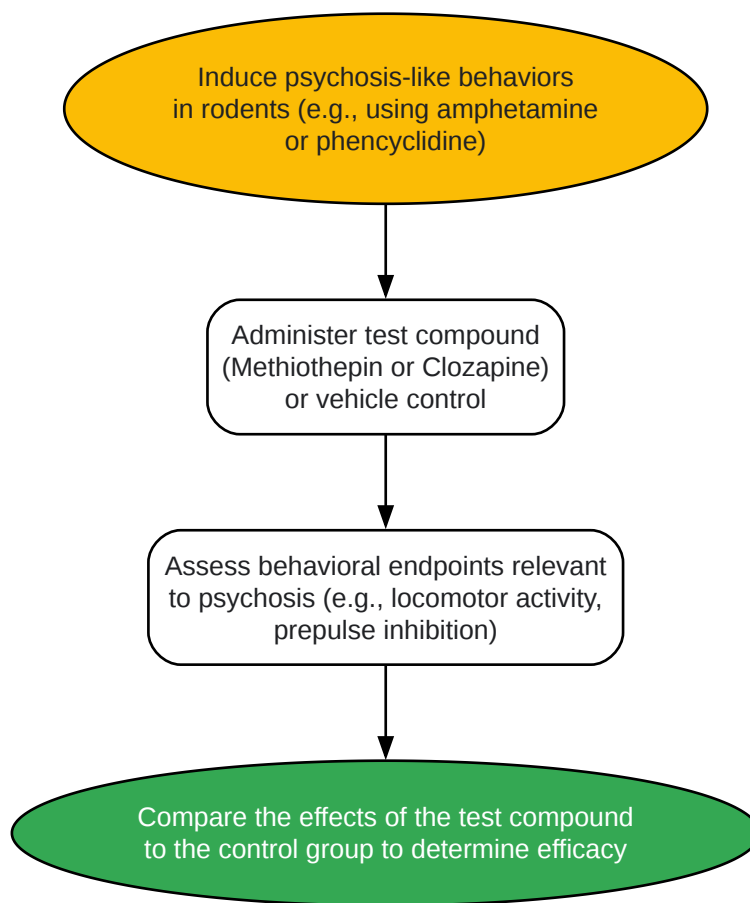 Induce psychosis-like behaviors
in rodents (e.g., using amphetamine
or phencyclidine)
Administer test compound
(Methiothepin or Clozapine)
or vehicle control
Assess behavioral endpoints relevant
to psychosis (e.g., locomotor activity,
prepulse inhibition)
Compare the effects of the test compound
to the control group to determine efficacy